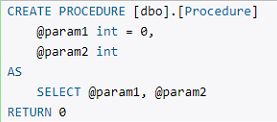 CREATE PROCEDURE [dbo].[Procedure]
    @param1 int = 0,
    @param2 int
AS
    SELECT @param1, @param2
RETURN 0